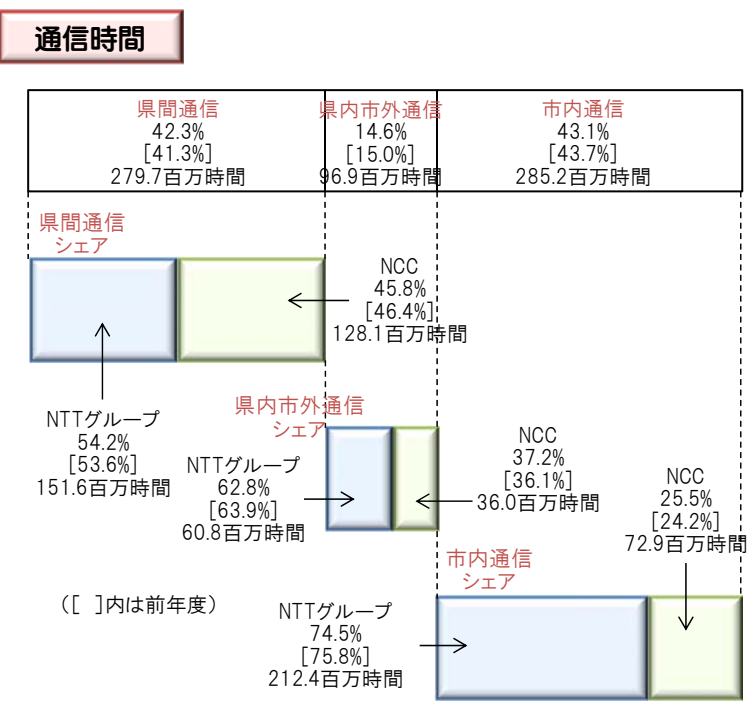 通信時間
県間通信
42.3%
[41.3%]
279.7百万時間
県内市外通信
14.6%
[15.0%]
96.9百万時間
市内通信
43.1%
[43.7%]
285.2百万時間
県間通信
シェア
NCC
45.8%
[46.4%]
128.1百万時間
NTTグループ
54.2%
[53.6%]
151.6百万時間
県内市外通信
シェア
NTTグループ
62.8%
[63.9%]
60.8百万時間
NCC
37.2%
[36.1%]
36.0百万時間
市内通信
シェア
NCC
25.5%
[24.2%]
72.9百万時間
NTTグループ
74.5%
[75.8%]
212.4百万時間
（[ ]内は前年度）